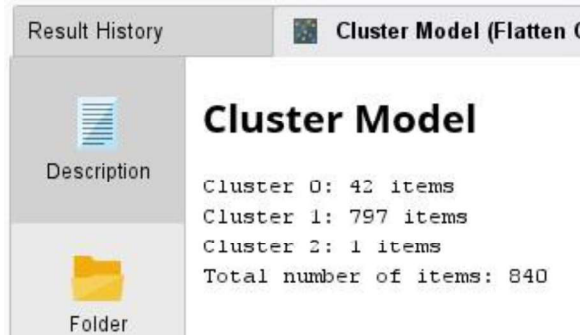 Result History
Cluster Model (Flatten
Description
Folder
Cluster Model
Cluster 0: 42 items
Cluster 1: 797 items
Cluster 2: 1 items
Total number of items: 840